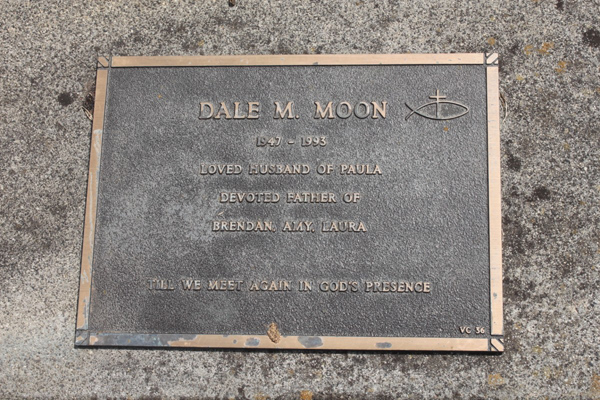 DALE M. MOON
1947 - 1993
LOVED HUSBAND OF PAULA
DEVOTED FATHER OF
BRENDAN, AMY, LAURA
TILL WE MEET AGAIN IN GOD'S PRESENCE
VC 56